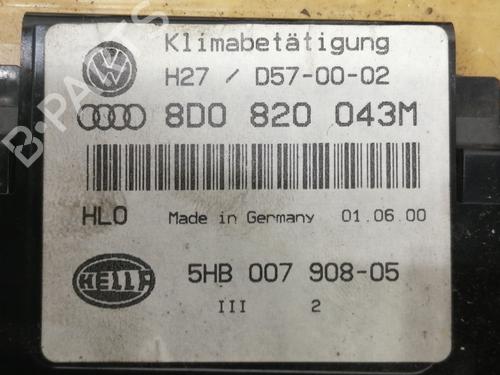 Klimabetätigung
H27 / D57-00-02
8D0 820 043M
HLO Made in Germany 01.06.00
HELLA 5HB 007 908-05
III 2
B-PARTS